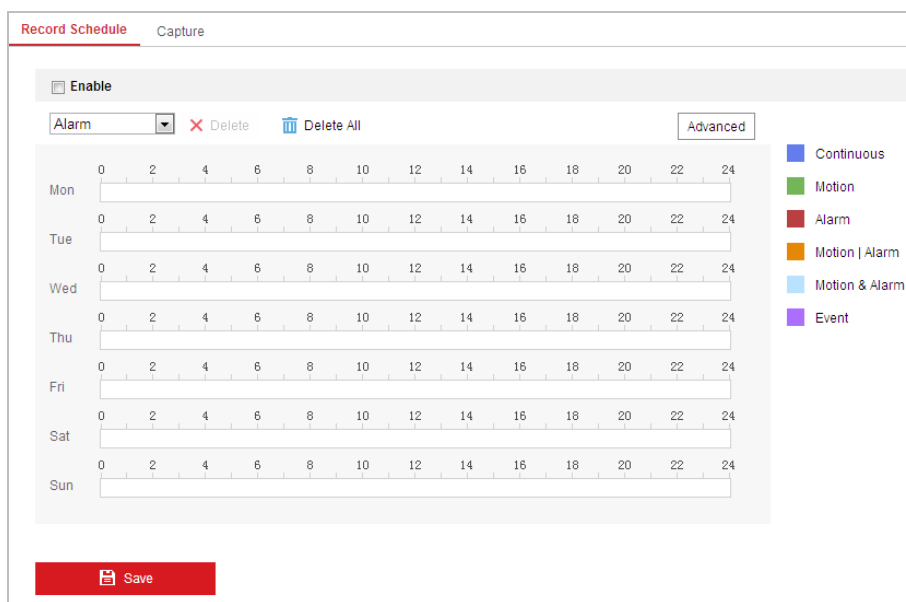 Record Schedule Capture
Enable
Alarm Delete Delete All Advanced
Continuous
0 2 4 6 8 10 12 14 16 18 20 22 24
Mon
Motion
0 2 4 6 8 10 12 14 16 18 20 22 24
Alarm
Tue
Motion | Alarm
0 2 4 6 8 10 12 14 16 18 20 22 24
Wed
Motion & Alarm
0 2 4 6 8 10 12 14 16 18 20 22 24
Event
Thu
0 2 4 6 8 10 12 14 16 18 20 22 24
Fri
0 2 4 6 8 10 12 14 16 18 20 22 24
Sat
0 2 4 6 8 10 12 14 16 18 20 22 24
Sun
Save